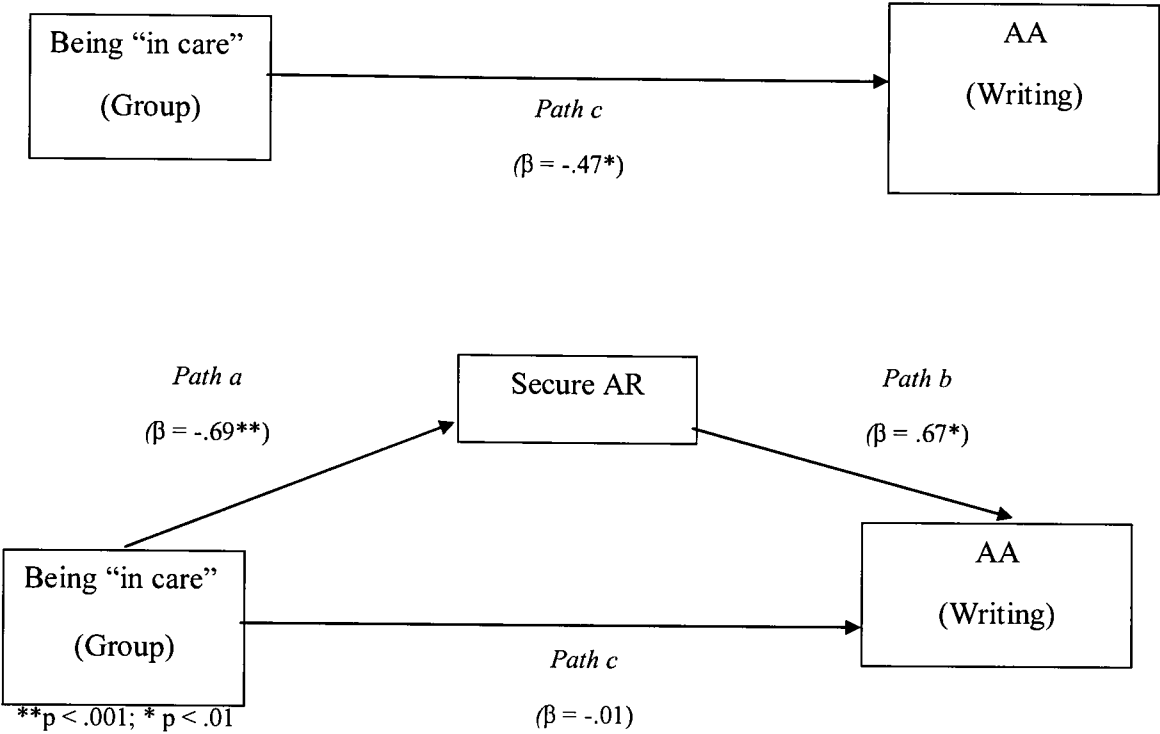 Being “in care”
(Group)
AA
(Writing)
Path c
(β = -.47*)
Path a
(β = -.69**)
Secure AR
Path b
(β = .67*)
Being “in care”
(Group)
AA
(Writing)
Path c
(β = -.01)
**p < .001; * p < .01